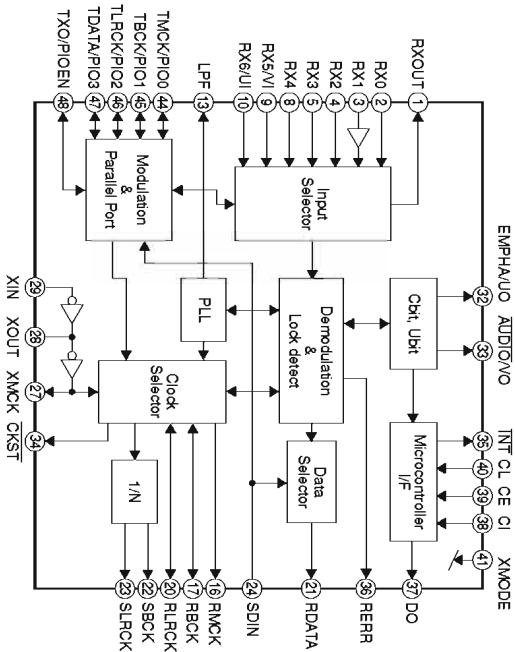 EMPHA/UO
32
AUDIO/VO
33
INT
35
CL
40
CE
39
CI
38
XMODE
41
Cbit, Ubit
Microcontroller
I/F
37
DO
RXOUT
1
RX0
2
RX1
3
RX2
4
RX3
5
RX4
8
RX5/VI
9
RX6/UI
10
Input
Selector
Demodulation
&
Lock detect
Data
Selector
36
RERR
21
RDATA
24
SDIN
LPF
13
PLL
Clock
Selector
1/N
16
RMCK
17
RBCK
20
RLRCK
22
SBCK
23
SLRCK
TMCK/PIO0
44
TBCK/PIO1
45
TLRCK/PIO2
46
TDATA/PIO3
47
TXO/PIOEN
48
Modulation
&
Parallel Port
29
XIN
28
XOUT
27
XMCK
34
CKST